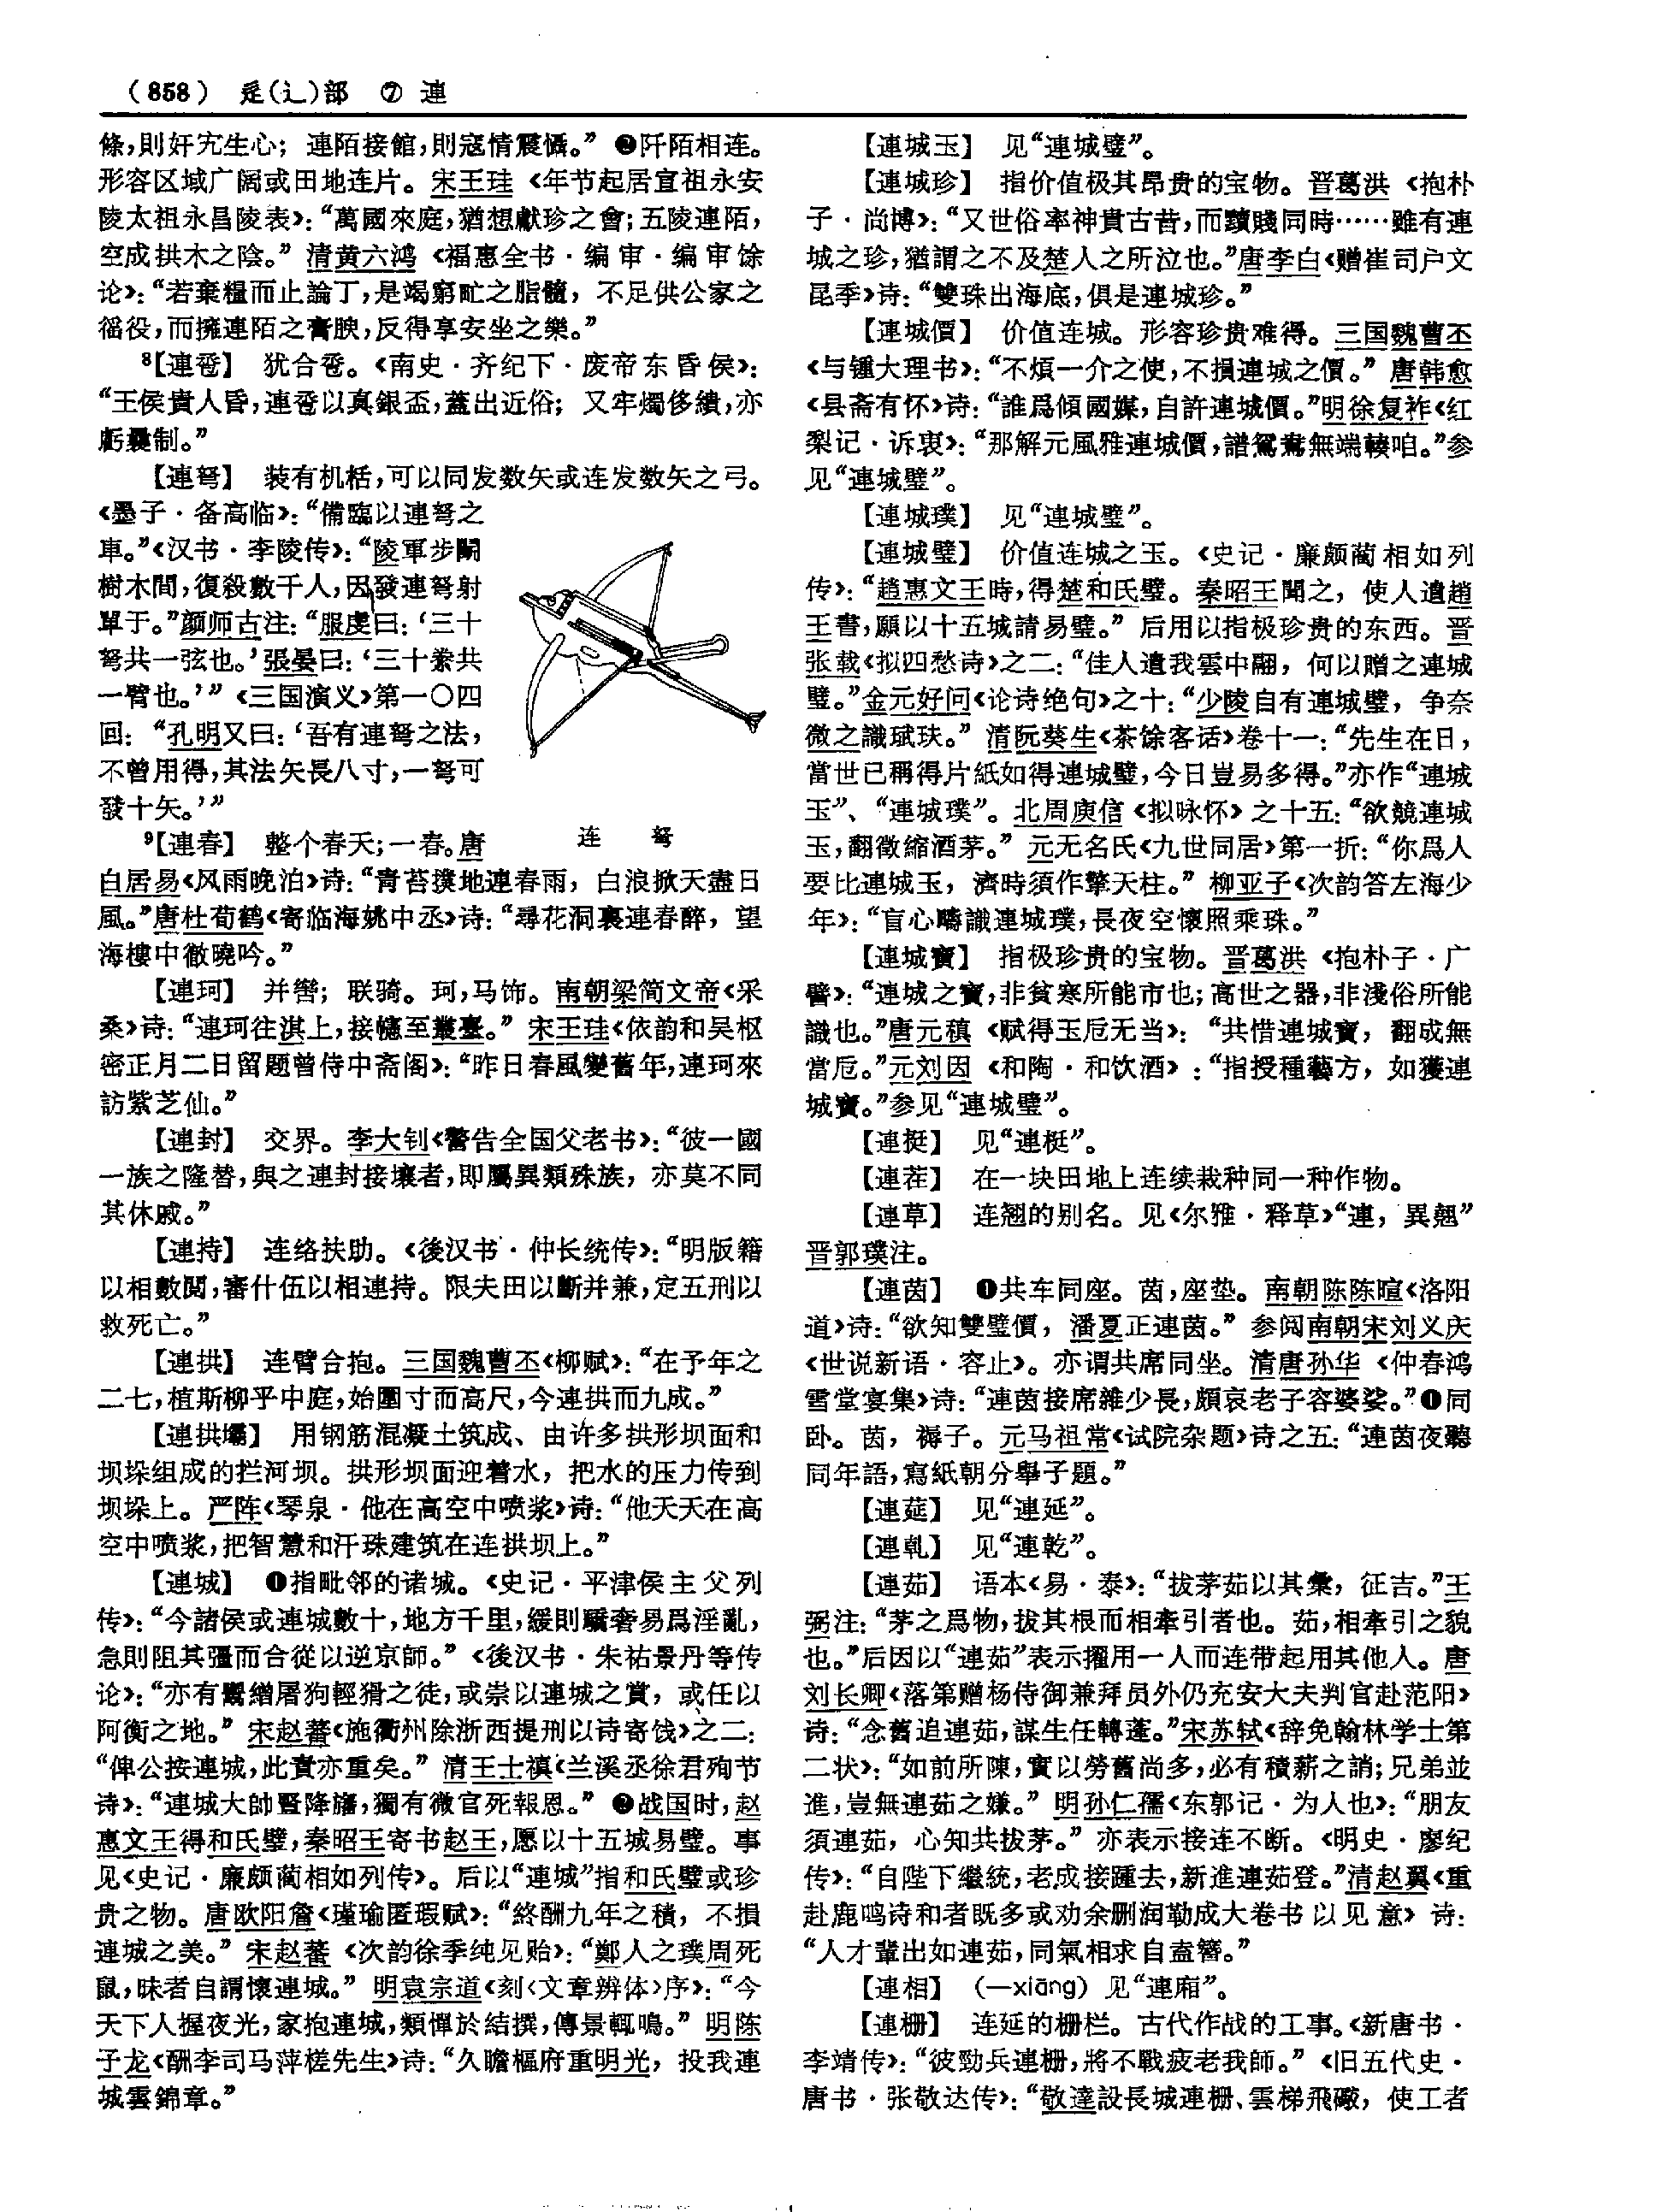 （858） 辵(辶)部 ⑦ 連
條，則奸宄生心；連陌接館，則寇情震慑。” ❷阡陌相连。
形容区域广阔或田地连片。宋王珪《年节起居宣祖永安
陵太祖永昌陵表》：“萬國來庭，猶想獻珍之會；五陵連陌，
空成拱木之陰。” 清黄六鸿《福惠全书·编审·编审馀
论》：“若棄糧而止論丁，是竭窮甿之脂髓，不足供公家之
徭役，而擁連陌之膏腴，反得享安坐之樂。”
8【連卺】 犹合卺。《南史·齐纪下·废帝东昏侯》：
“王侯貴人昏，連卺以真銀盃，蓋出近俗；又牢燭侈繢，亦
虧曩制。”
【連弩】 装有机栝，可以同发数矢或连发数矢之弓。
《墨子·备高临》：“備臨以連弩之
車。”《汉书·李陵传》：“陵軍步鬭
樹木間，復殺數千人，因發連弩射
單于。”颜师古注：“服虔曰：‘三十
弩共一弦也。’張晏曰：‘三十絭共
一臂也。’” 《三国演义》第一〇四
回：“孔明又曰：‘吾有連弩之法，
不曾用得，其法矢長八寸，一弩可
發十矢。’”
连 弩
9【連春】 整个春天；一春。唐
白居易《风雨晚泊》诗：“青苔撲地連春雨，白浪掀天盡日
風。”唐杜荀鹤《寄临海姚中丞》诗：“尋花洞裏連春醉，望
海樓中徹曉吟。”
【連珂】 并辔；联骑。珂，马饰。南朝梁简文帝《采
桑》诗：“連珂往淇上，接幰至叢臺。” 宋王珪《依韵和吴枢
密正月二日留题曾侍中斋阁》：“昨日春風變舊年，連珂來
訪紫芝仙。”
【連封】 交界。李大钊《警告全国父老书》：“彼一國
一族之隆替，與之連封接壤者，即屬異類殊族，亦莫不同
其休戚。”
【連持】 连络扶助。《後汉书·仲长统传》：“明版籍
以相數閱，審什伍以相連持。限夫田以斷并兼，定五刑以
救死亡。”
【連拱】 连臂合抱。三国魏曹丕《柳赋》：“在予年之
二七，植斯柳乎中庭，始圍寸而高尺，今連拱而九成。”
【連拱壩】 用钢筋混凝土筑成、由许多拱形坝面和
坝垛组成的拦河坝。拱形坝面迎着水，把水的压力传到
坝垛上。严阵《琴泉·他在高空中喷浆》诗：“他天天在高
空中喷浆，把智慧和汗珠建筑在连拱坝上。”
【連城】 ❶指毗邻的诸城。《史记·平津侯主父列
传》：“今諸侯或連城數十，地方千里，緩則驕奢易爲淫亂，
急則阻其彊而合從以逆京師。” 《後汉书·朱祐景丹等传
论》：“亦有鬻繒屠狗輕猾之徒，或崇以連城之賞，或任以
阿衡之地。” 宋赵蕃《施衢州除浙西提刑以诗寄饯》之二：
“俾公按連城，此責亦重矣。” 清王士禛《兰溪丞徐君殉节
诗》：“連城大帥豎降旛，獨有微官死報恩。” ❷战国时，赵
惠文王得和氏璧，秦昭王寄书赵王，愿以十五城易璧。事
见《史记·廉颇蔺相如列传》。后以“連城”指和氏璧或珍
贵之物。唐欧阳詹《瑾瑜匿瑕赋》：“終酬九年之積，不損
連城之美。” 宋赵蕃《次韵徐季纯见贻》：“鄭人之璞周死
鼠，昧者自謂懷連城。” 明袁宗道《刻〈文章辨体〉序》：“今
天下人握夜光，家抱連城，類憚於結撰，傳景輒鳴。” 明陈
子龙《酬李司马萍槎先生》诗：“久瞻樞府重明光，投我連
城雲錦章。”
【連城玉】 见“連城璧”。
【連城珍】 指价值极其昂贵的宝物。晋葛洪《抱朴
子·尚博》：“又世俗率神貴古昔，而黷賤同時……雖有連
城之珍，猶謂之不及楚人之所泣也。”唐李白《赠崔司户文
昆季》诗：“雙珠出海底，俱是連城珍。”
【連城價】 价值连城。形容珍贵难得。三国魏曹丕
《与锺大理书》：“不煩一介之使，不損連城之價。” 唐韩愈
《县斋有怀》诗：“誰爲傾國媒，自許連城價。”明徐复祚《红
梨记·诉衷》：“那解元風雅連城價，譜鴛鴦無端輳咱。”参
见“連城璧”。
【連城璞】 见“連城璧”。
【連城璧】 价值连城之玉。《史记·廉颇蔺相如列
传》：“趙惠文王時，得楚和氏璧。秦昭王聞之，使人遺趙
王書，願以十五城請易璧。” 后用以指极珍贵的东西。晋
张载《拟四愁诗》之二：“佳人遺我雲中翮，何以贈之連城
璧。”金元好问《论诗绝句》之十：“少陵自有連城璧，争奈
微之識珷玞。” 清阮葵生《茶馀客话》卷十一：“先生在日，
當世已稱得片紙如得連城璧，今日豈易多得。”亦作“連城
玉”、“連城璞”。北周庾信《拟咏怀》之十五：“欲競連城
玉，翻徵縮酒茅。” 元无名氏《九世同居》第一折：“你爲人
要比連城玉，濟時須作擎天柱。” 柳亚子《次韵答左海少
年》：“盲心疇識連城璞，長夜空懷照乘珠。”
【連城寶】 指极珍贵的宝物。晋葛洪《抱朴子·广
譬》：“連城之寶，非貧寒所能市也；高世之器，非淺俗所能
識也。”唐元稹《赋得玉卮无当》：“共惜連城寶，翻成無
當卮。”元刘因《和陶·和饮酒》：“指授種藝方，如獲連
城寶。”参见“連城璧”。
【連挺】 见“連梃”。
【連茬】 在一块田地上连续栽种同一种作物。
【連草】 连翘的别名。见《尔雅·释草》“連，異翹”
晋郭璞注。
【連茵】 ❶共车同座。茵，座垫。南朝陈陈暄《洛阳
道》诗：“欲知雙璧價，潘夏正連茵。” 参阅南朝宋刘义庆
《世说新语·容止》。亦谓共席同坐。清唐孙华《仲春鸿
雪堂宴集》诗：“連茵接席雜少長，頗哀老子容婆娑。”❶同
卧。茵，褥子。元马祖常《试院杂题》诗之五：“連茵夜聽
同年語，寫紙朝分舉子題。”
【連莚】 见“連延”。
【連乹】 见“連乾”。
【連茹】 语本《易·泰》：“拔茅茹以其彙，征吉。”王
弼注：“茅之爲物，拔其根而相牽引者也。茹，相牽引之貌
也。”后因以“連茹”表示擢用一人而连带起用其他人。唐
刘长卿《落第赠杨侍御兼拜员外仍充安大夫判官赴范阳》
诗：“念舊追連茹，謀生任轉蓬。”宋苏轼《辞免翰林学士第
二状》：“如前所陳，實以勞舊尚多，必有積薪之誚；兄弟並
進，豈無連茹之嫌。” 明孙仁孺《东郭记·为人也》：“朋友
須連茹，心知共拔茅。” 亦表示接连不断。《明史·廖纪
传》：“自陛下繼統，老成接踵去，新進連茹登。”清赵翼《重
赴鹿鸣诗和者既多或劝余删润勒成大卷书以见意》诗：
“人才輩出如連茹，同氣相求自盍簪。”
【連相】 （—xiāng）见“連廂”。
【連栅】 连延的栅栏。古代作战的工事。《新唐书·
李靖传》：“彼勁兵連栅，將不戰疲老我師。” 《旧五代史·
唐书·张敬达传》：“敬達設長城連栅、雲梯飛礮，使工者